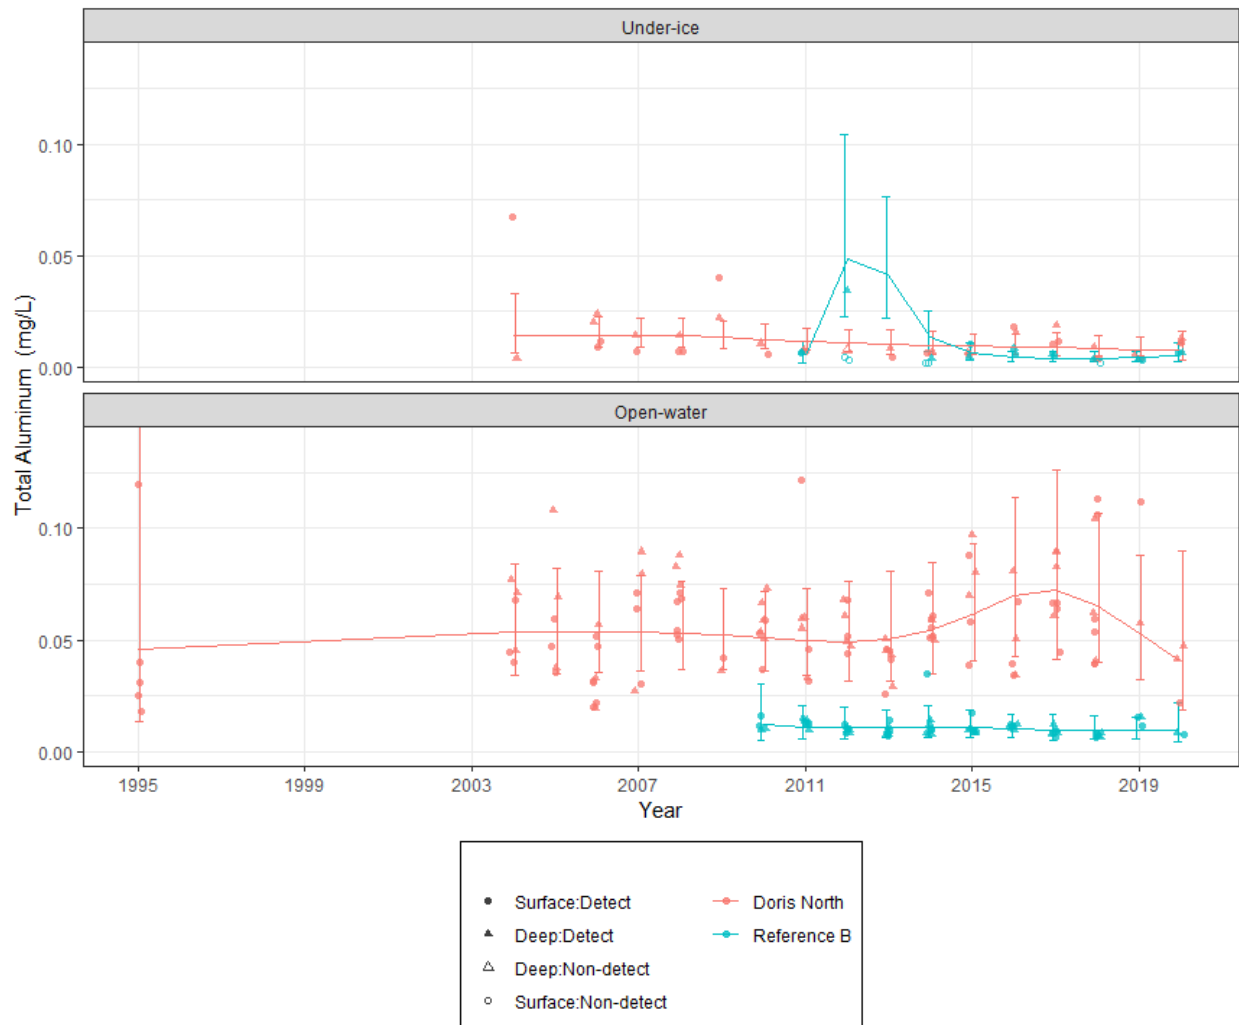 Under-ice
0.10
0.05
0.00
Open-water
0.10
0.05
0.00
Total Aluminum (mg/L)
1995 1999 2003 2007 2011 2015 2019
Year
Surface:Detect
Deep:Detect
Deep:Non-detect
Surface:Non-detect
Doris North
Reference B